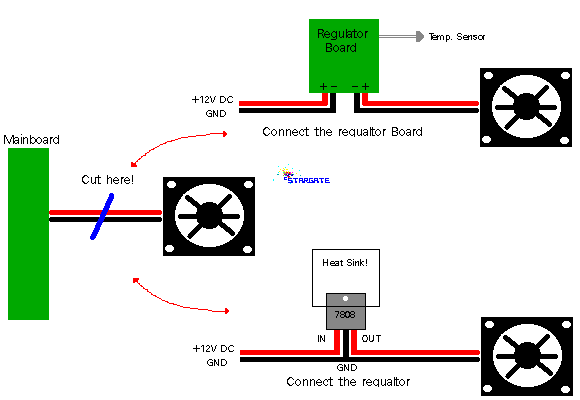 Regulator
Board
Temp. Sensor
+ - - +
+12V DC
GND
Connect the requaltor Board
Mainboard
Cut here!
STARGATE
Heat Sink!
7808
IN OUT
+12V DC
GND
GND
Connect the requaltor